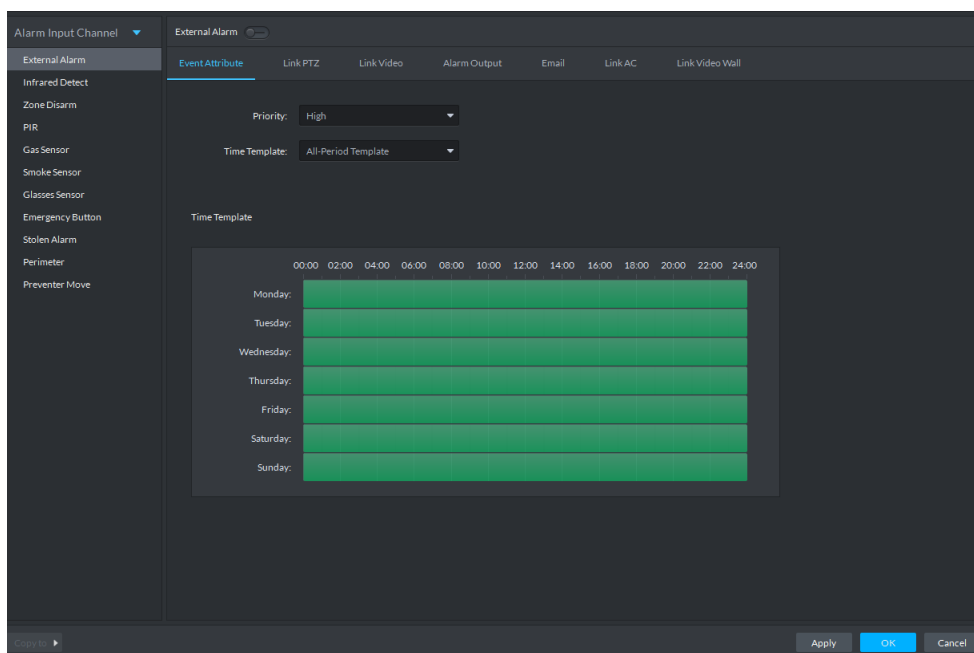 Alarm Input Channel
External Alarm
Infrared Detect
Zone Disarm
PIR
Gas Sensor
Smoke Sensor
Glasses Sensor
Emergency Button
Stolen Alarm
Perimeter
Preventer Move
External Alarm
Event Attribute Link PTZ Link Video Alarm Output Email Link AC Link Video Wall
Priority: High
Time Template: All-Period Template
Time Template
00:00 02:00 04:00 06:00 08:00 10:00 12:00 14:00 16:00 18:00 20:00 22:00 24:00
Monday:
Tuesday:
Wednesday:
Thursday:
Friday:
Saturday:
Sunday:
Copy to
Apply OK Cancel